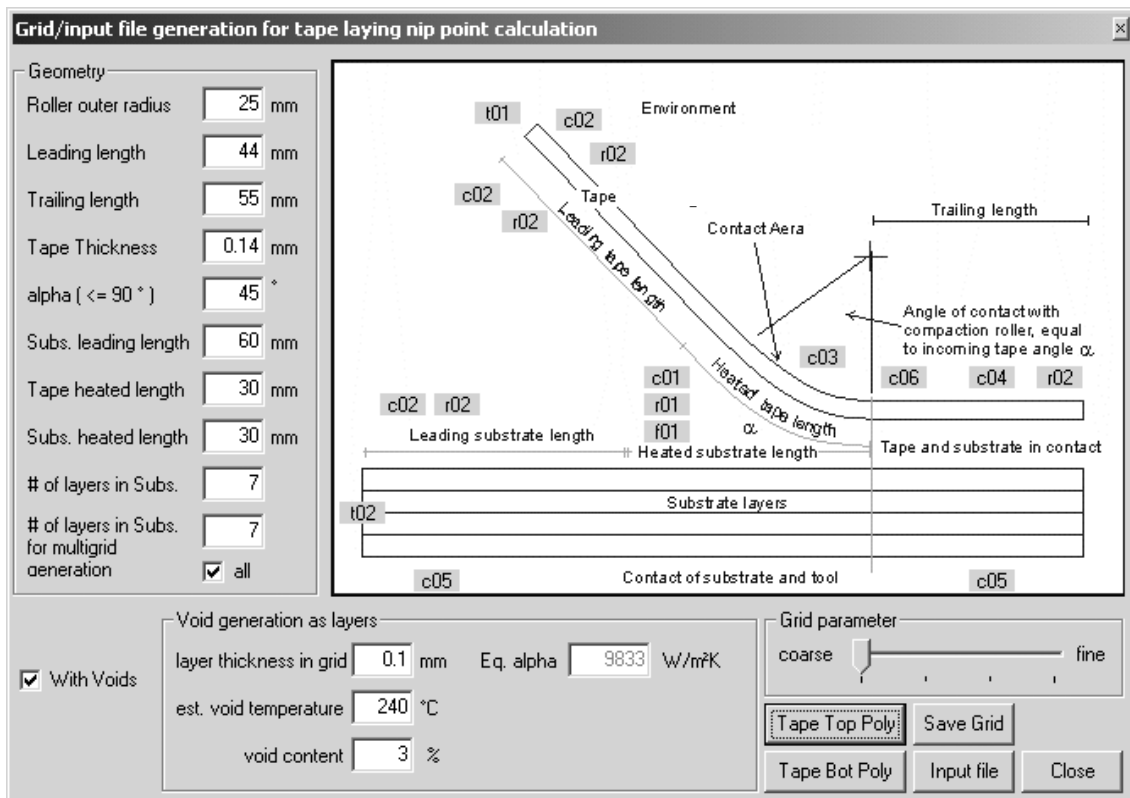 Grid/input file generation for tape laying nip point calculation
Geometry
Roller outer radius 25 mm
Leading length 44 mm
Trailing length 55 mm
Tape Thickness 0.14 mm
alpha ( <= 90 ° ) 45 °
Subs. leading length 60 mm
Tape heated length 30 mm
Subs. heated length 30 mm
# of layers in Subs. 7
# of layers in Subs.
for multigrid
generation
7
all
t01
c02
Environment
r02
c02
r02
Tape
Leading tape length
Contact Aera
Trailing length
Angle of contact with
compaction roller, equal
to incoming tape angle α
c03
c06 c04 r02
c01
r01
f01
Heated tape length
α
c02 r02
Leading substrate length
Heated substrate length
Tape and substrate in contact
Substrate layers
t02
c05
Contact of substrate and tool
c05
With Voids
Void generation as layers
layer thickness in grid 0.1 mm Eq. alpha 9833 W/m²K
est. void temperature 240 °C
void content 3 %
Grid parameter
coarse fine
Tape Top Poly Save Grid
Tape Bot Poly Input file Close